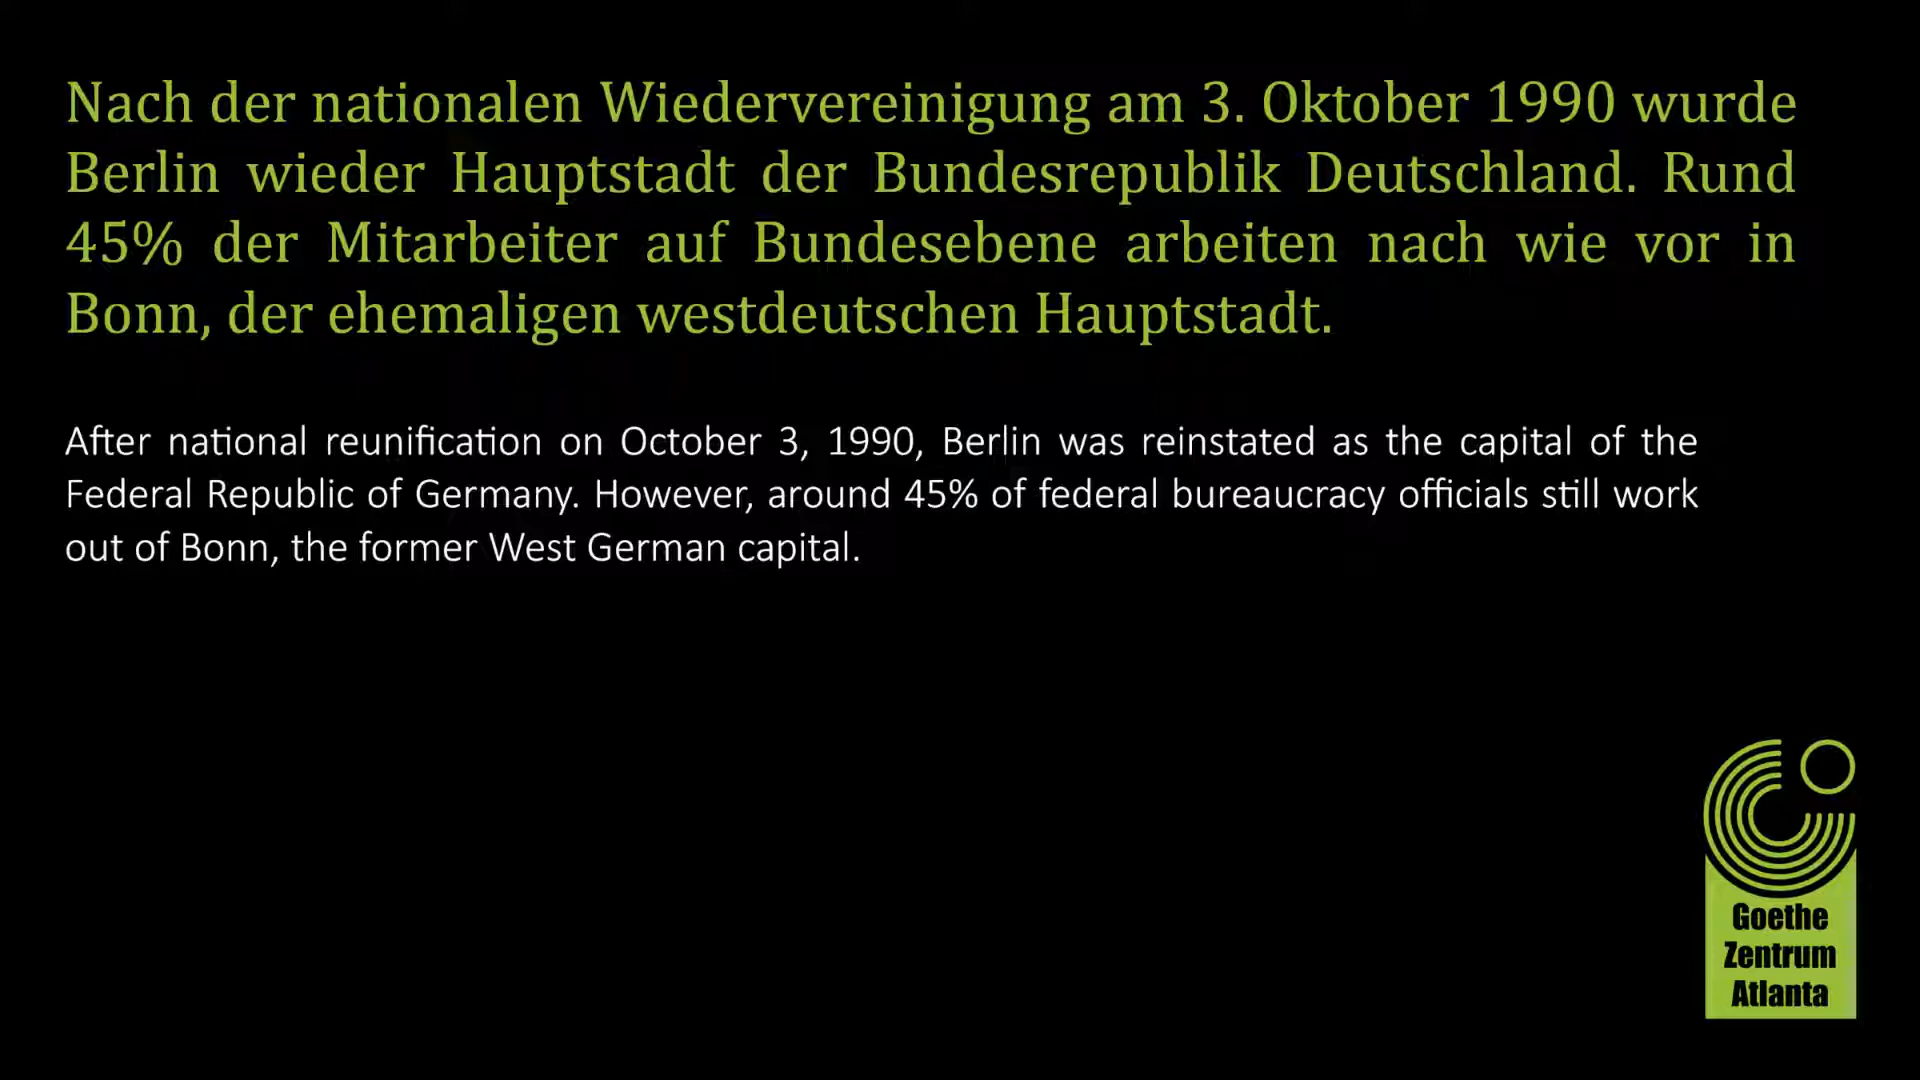 Nach der nationalen Wiedervereinigung am 3. Oktober 1990 wurde
Berlin wieder Hauptstadt der Bundesrepublik Deutschland. Rund
45% der Mitarbeiter auf Bundesebene arbeiten nach wie vor in
Bonn, der ehemaligen westdeutschen Hauptstadt.
After national reunification on October 3, 1990, Berlin was reinstated as the capital of the
Federal Republic of Germany. However, around 45% of federal bureaucracy officials still work
out of Bonn, the former West German capital.
Goethe
Zentrum
Atlanta